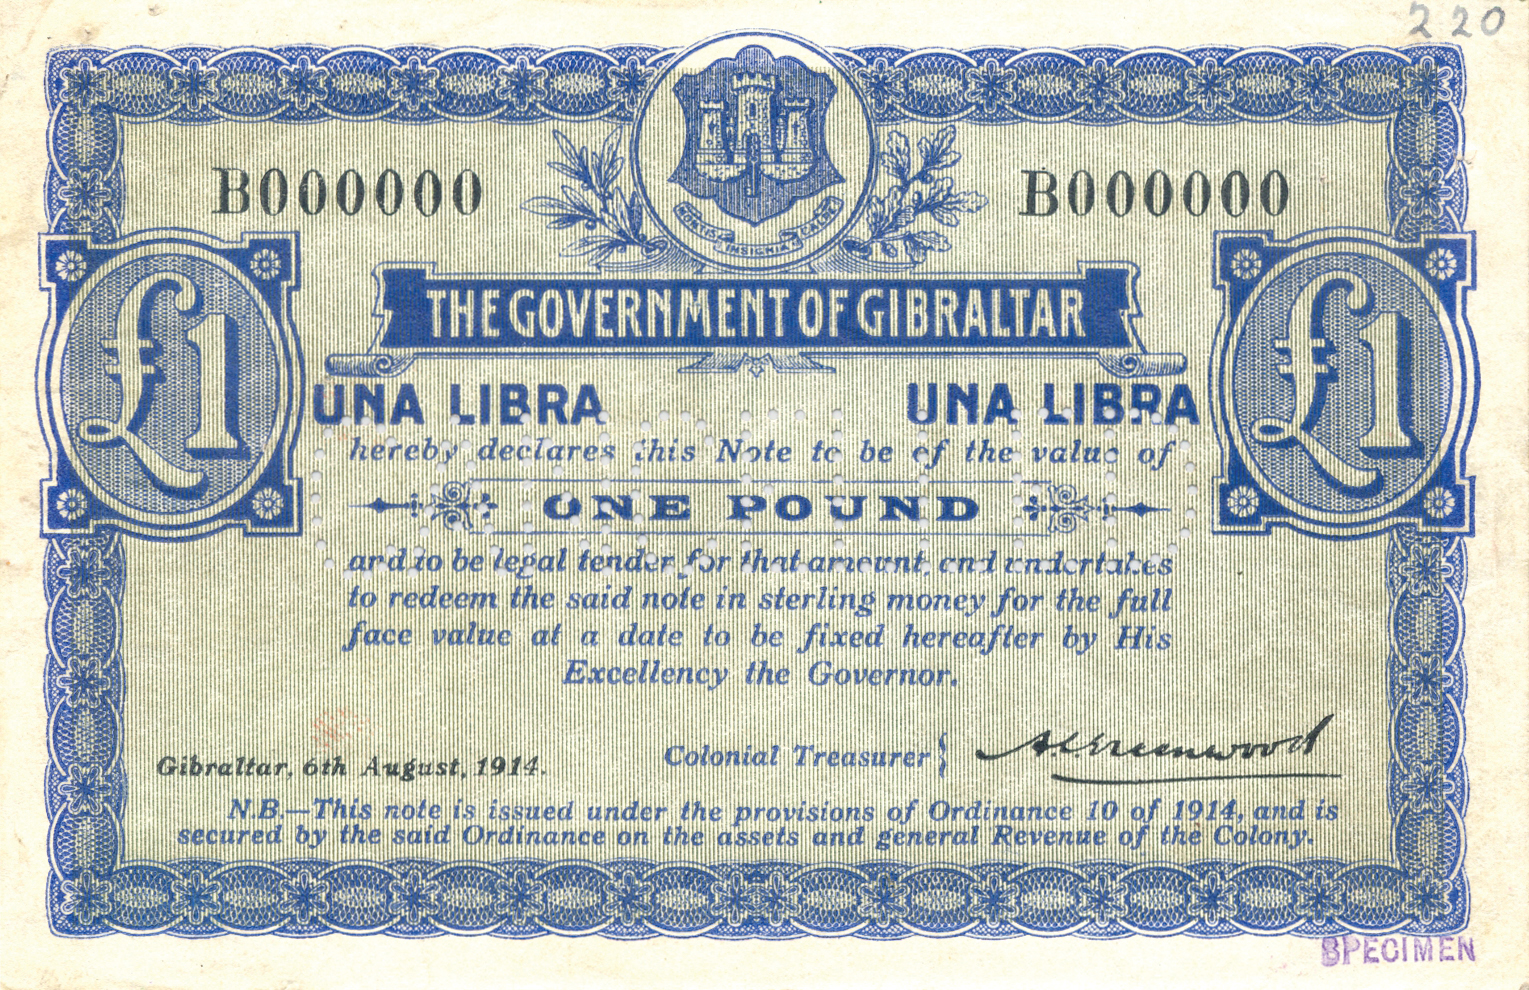 220
B000000 B000000
MONTIS INSIGNIA CALPE
THE GOVERNMENT OF GIBRALTAR
£1 £1
UNA LIBRA UNA LIBRA
hereby declares this Note to be of the value of
ONE POUND
and to be legal tender for that amount, and undertakes
to redeem the said note in sterling money for the full
face value at a date to be fixed hereafter by His
Excellency the Governor.
Gibraltar, 6th August, 1914. Colonial Treasurer { A.C. Greenwood
N.B.—This note is issued under the provisions of Ordinance 10 of 1914, and is
secured by the said Ordinance on the assets and general Revenue of the Colony.
SPECIMEN